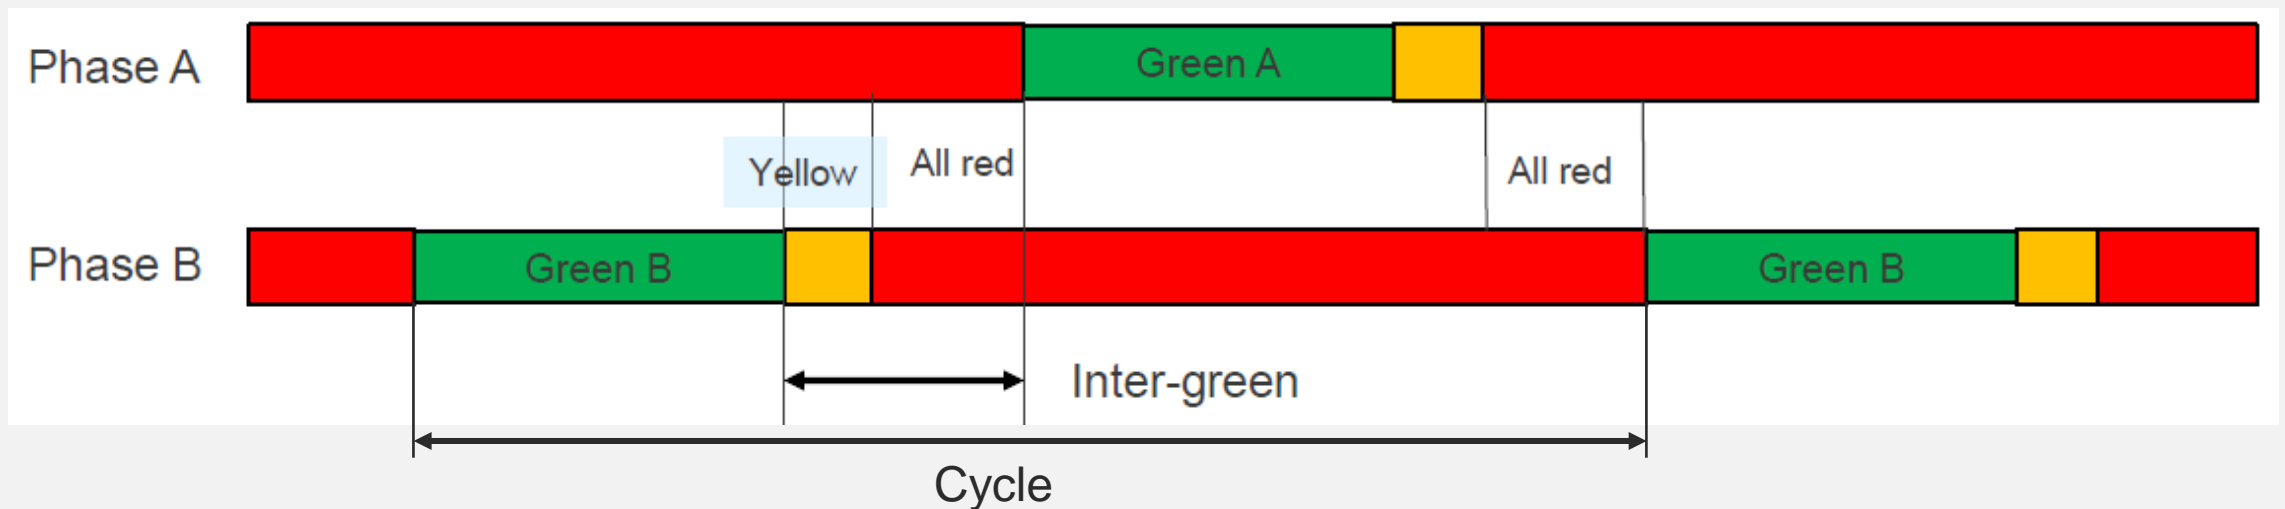 Phase A
Green A
Yellow
All red
All red
Phase B
Green B
Green B
Inter-green
Cycle